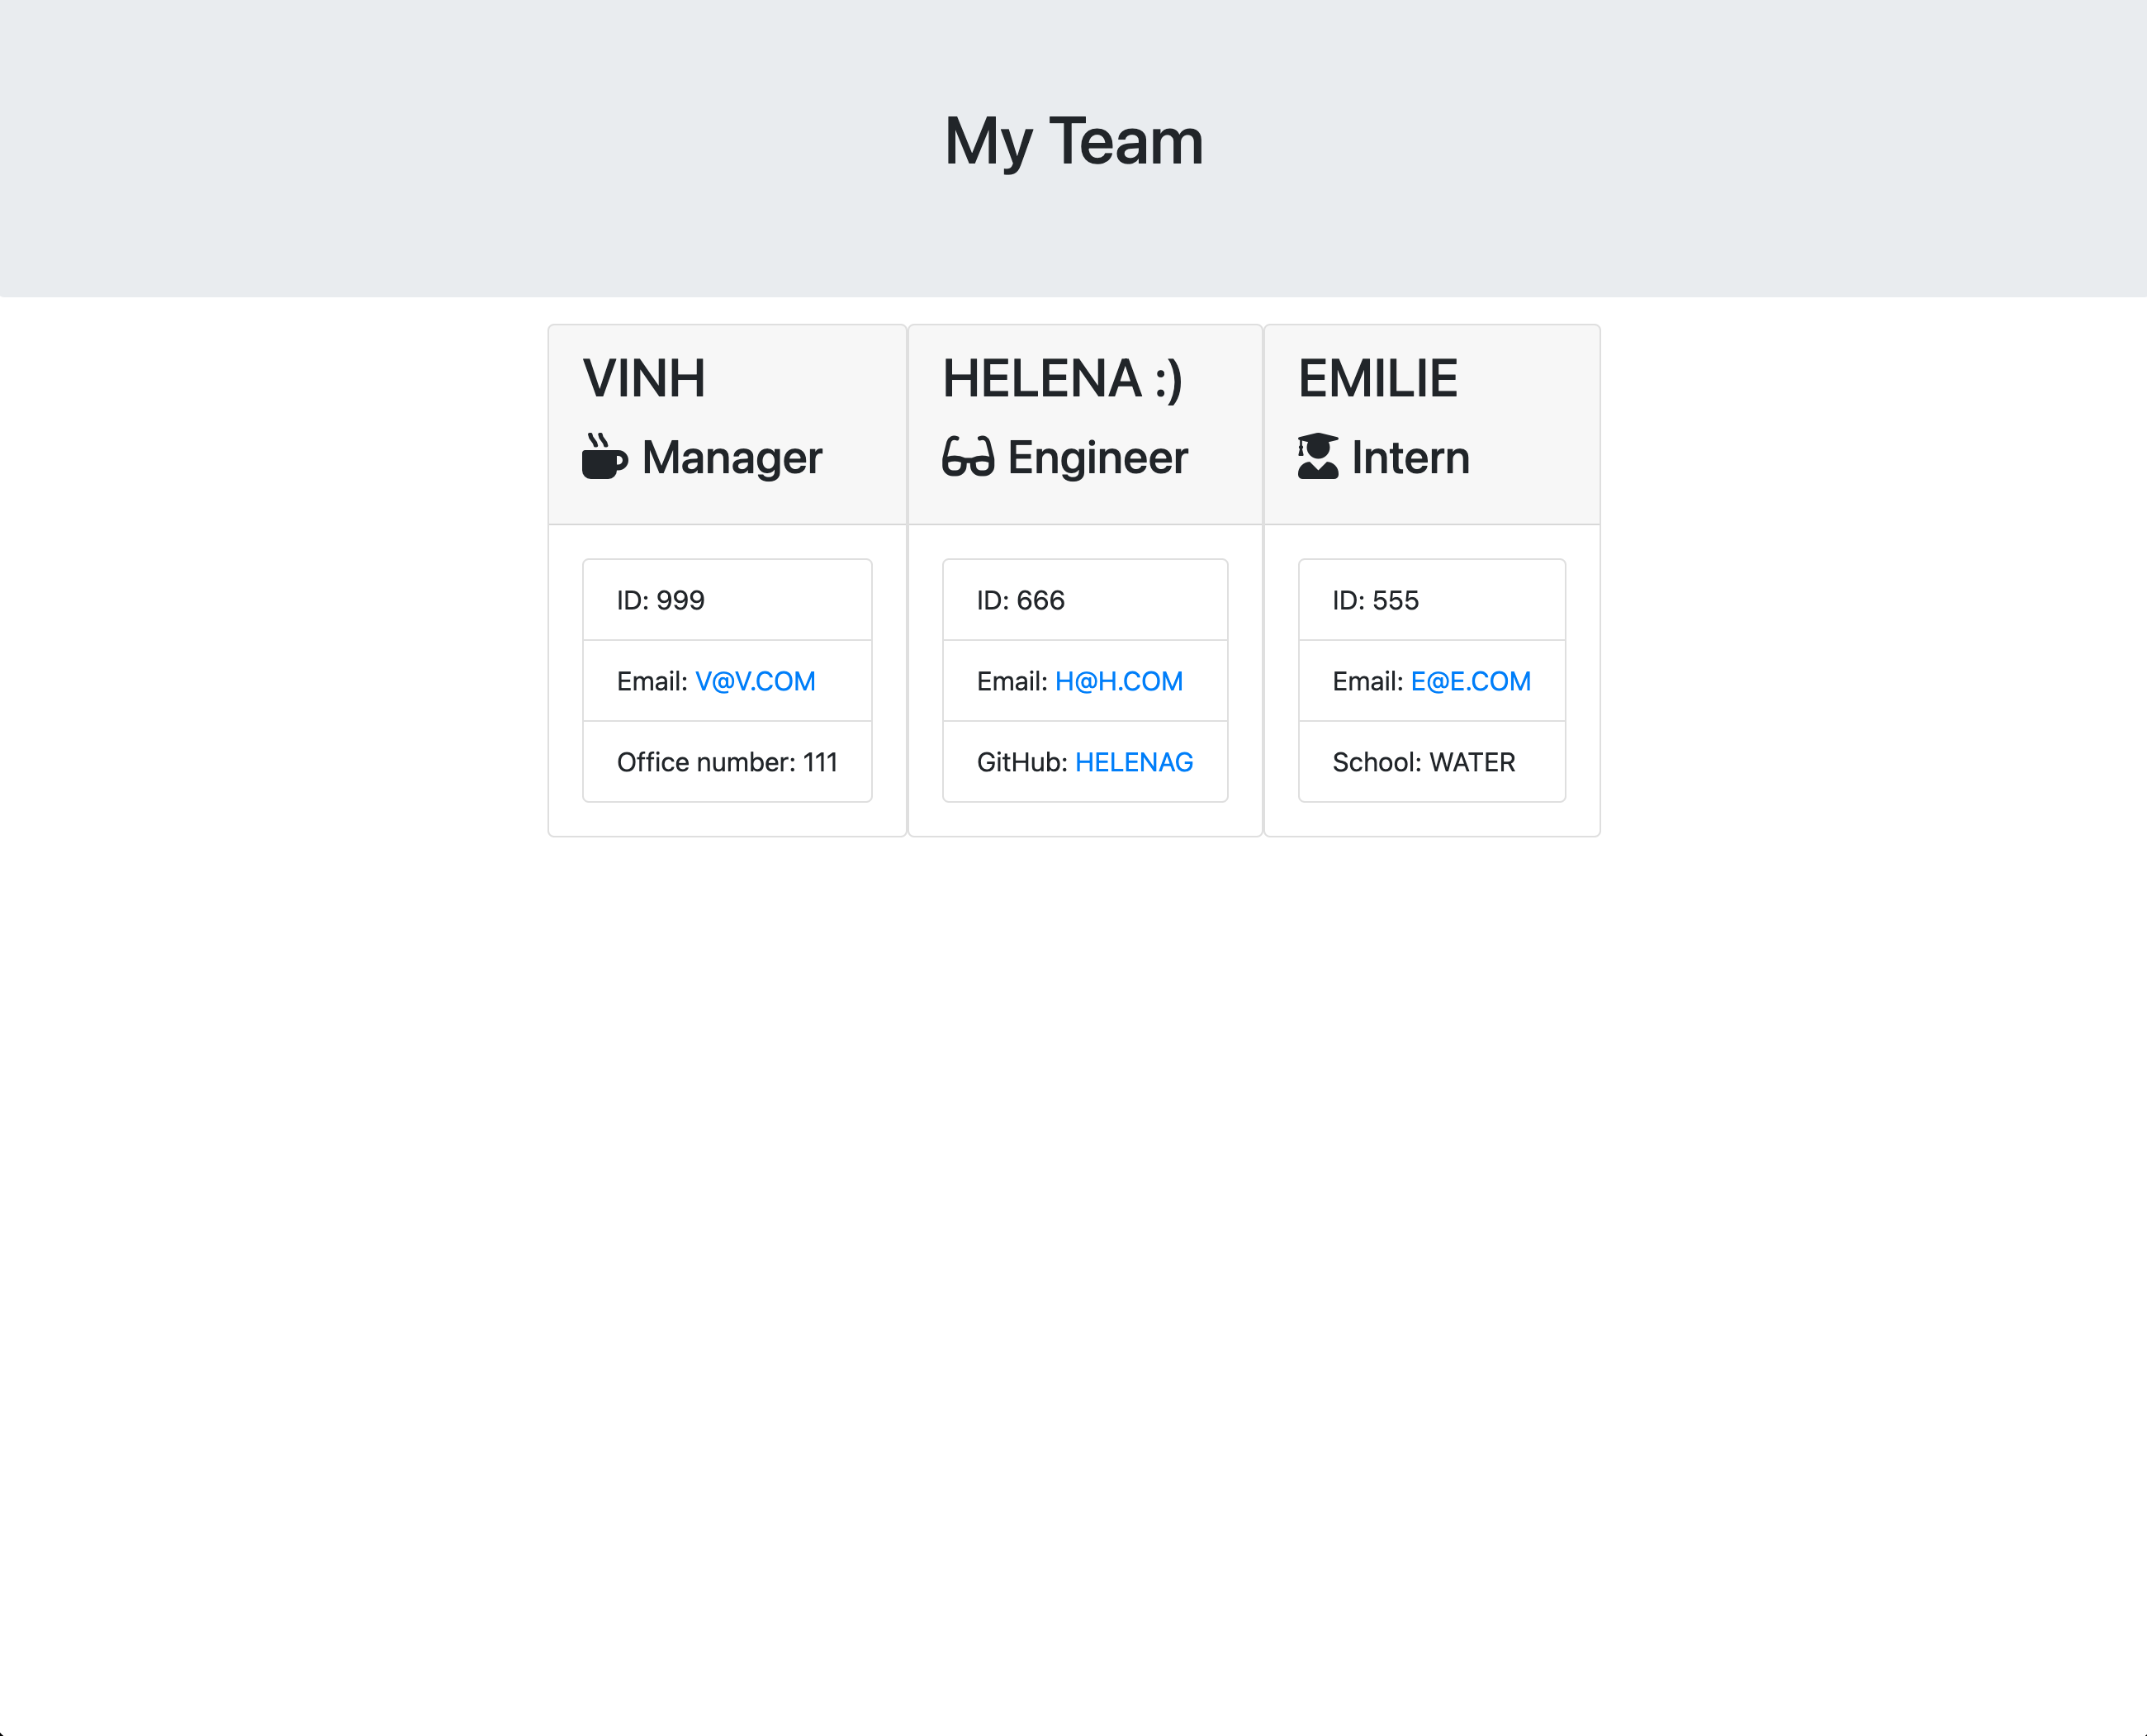 My Team
VINH
Manager
ID: 999
Email: V@V.COM
Office number: 111
HELENA :)
Engineer
ID: 666
Email: H@H.COM
GitHub: HELENAG
EMILIE
Intern
ID: 555
Email: E@E.COM
School: WATER